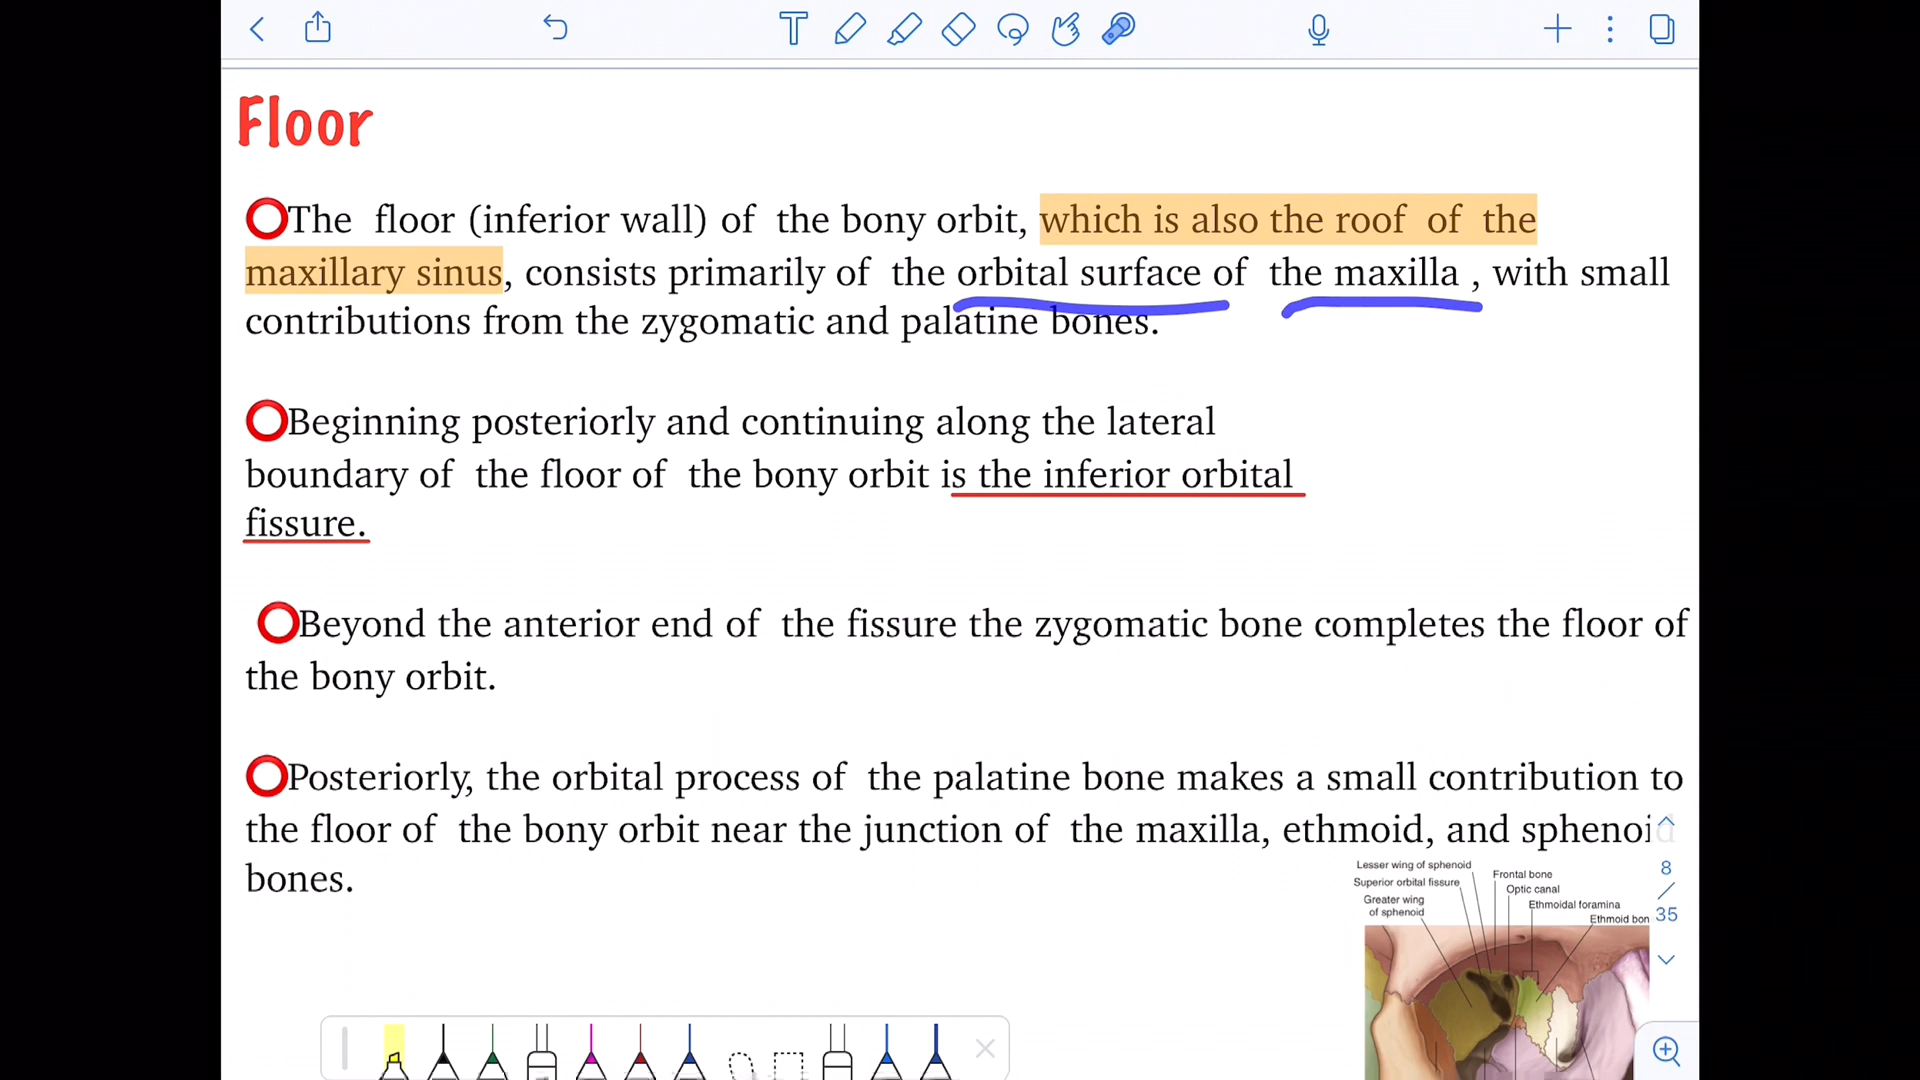 Floor
The floor (inferior wall) of the bony orbit, which is also the roof of the
maxillary sinus, consists primarily of the orbital surface of the maxilla , with small
contributions from the zygomatic and palatine bones.
Beginning posteriorly and continuing along the lateral
boundary of the floor of the bony orbit is the inferior orbital
fissure.
Beyond the anterior end of the fissure the zygomatic bone completes the floor of
the bony orbit.
Posteriorly, the orbital process of the palatine bone makes a small contribution to
the floor of the bony orbit near the junction of the maxilla, ethmoid, and sphenoid
bones.
Lesser wing of sphenoid
Superior orbital fissure
Greater wing
of sphenoid
Frontal bone
Optic canal
Ethmoidal foramina
Ethmoid bon
8
/
35